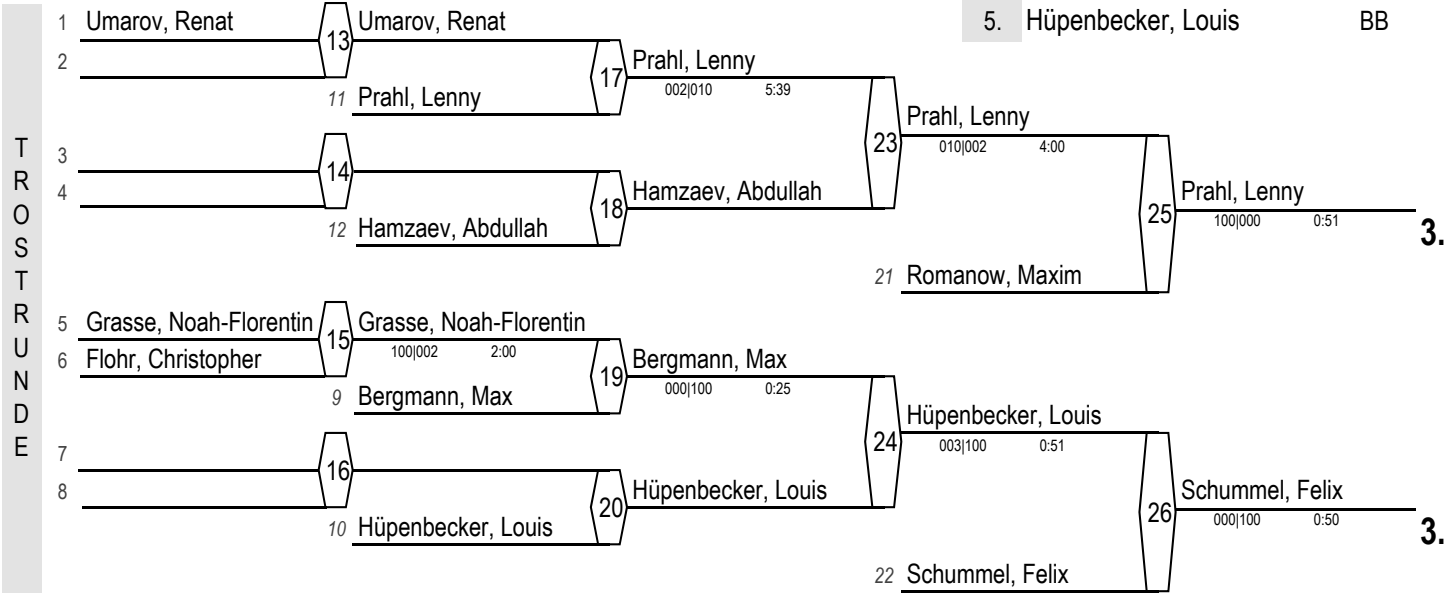 TROSTRUNDE
5. Hüpenbecker, Louis BB
1 Umarov, Renat
2
13 Umarov, Renat
11 Prahl, Lenny
17 Prahl, Lenny
002|010 5:39
3
4
14
12 Hamzaev, Abdullah
18 Hamzaev, Abdullah
23 Prahl, Lenny
010|002 4:00
21 Romanow, Maxim
25 Prahl, Lenny
100|000 0:51
3.
5 Grasse, Noah-Florentin
6 Flohr, Christopher
15 Grasse, Noah-Florentin
100|002 2:00
9 Bergmann, Max
19 Bergmann, Max
000|100 0:25
7
8
16
10 Hüpenbecker, Louis
20 Hüpenbecker, Louis
24 Hüpenbecker, Louis
003|100 0:51
22 Schummel, Felix
26 Schummel, Felix
000|100 0:50
3.